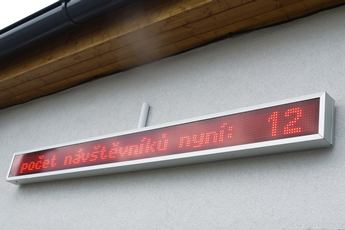 počet návštěvníků nyní: 12